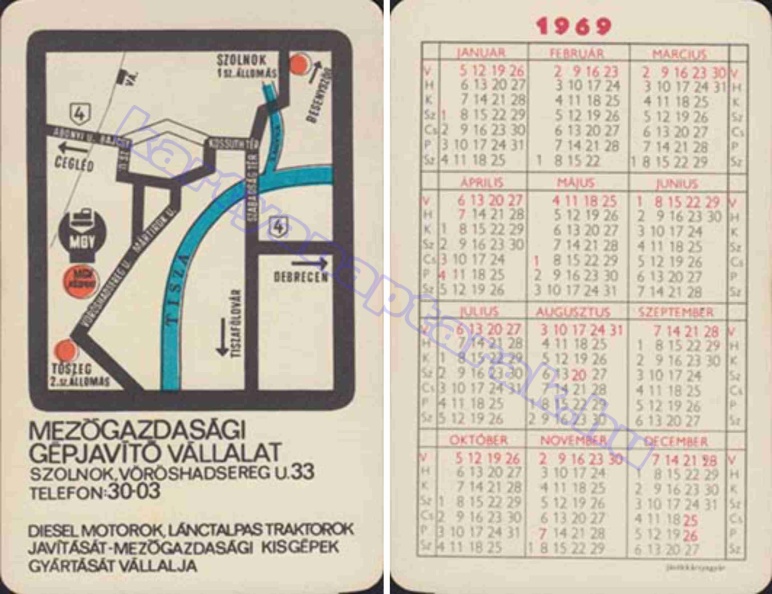 SZOLNOK
1 SZ. ÁLLOMÁS
BESENYSZÖG
VA.
4
ABONYI U. BAJCSY
KOSSUTH TÉR
CEGLÉD
SZABADSÁG TÉR
4
MGV
MÁRTIROK U.
VÖRÖSHADSEREG U.
TISZA
DEBRECEN
TISZAFÖLDVÁR
TÓSZEG
2. SZ. ÁLLOMÁS
MEZŐGAZDASÁGI
GÉPJAVÍTÓ VÁLLALAT
SZOLNOK, VÖRÖSHADSEREG U. 33
TELEFON: 30-03
DIESEL MOTOROK, LÁNCTALPAS TRAKTOROK
JAVÍTÁSÁT-MEZŐGAZDASÁGI KISGÉPEK
GYÁRTÁSÁT VÁLLALJA
1969
JANUÁR FEBRUÁR MÁRCIUS
V 5 12 19 26 2 9 16 23 2 9 16 23 30 V
H 6 13 20 27 3 10 17 24 3 10 17 24 31 H
K 7 14 21 28 4 11 18 25 4 11 18 25 K
Sz 1 8 15 22 29 5 12 19 26 5 12 19 26 Sz
Cs 2 9 16 23 30 6 13 20 27 6 13 20 27 Cs
P 3 10 17 24 31 7 14 21 28 7 14 21 28 P
Sz 4 11 18 25 1 8 15 22 1 8 15 22 29 Sz
ÁPRILIS MÁJUS JUNIUS
V 6 13 20 27 4 11 18 25 1 8 15 22 29 V
H 7 14 21 28 5 12 19 26 2 9 16 23 30 H
K 1 8 15 22 29 6 13 20 27 3 10 17 24 K
Sz 2 9 16 23 30 7 14 21 28 4 11 18 25 Sz
Cs 3 10 17 24 1 8 15 22 29 5 12 19 26 Cs
P 4 11 18 25 2 9 16 23 30 6 13 20 27 P
Sz 5 12 19 26 3 10 17 24 31 7 14 21 28 Sz
JULIUS AUGUSZTUS SZEPTEMBER
V 6 13 20 27 3 10 17 24 31 7 14 21 28 V
H 7 14 21 28 4 11 18 25 1 8 15 22 29 H
K 1 8 15 22 29 5 12 19 26 2 9 16 23 30 K
Sz 2 9 16 23 30 6 13 20 27 3 10 17 24 Sz
Cs 3 10 17 24 31 7 14 21 28 4 11 18 25 Cs
P 4 11 18 25 1 8 15 22 29 5 12 19 26 P
Sz 5 12 19 26 2 9 16 23 30 6 13 20 27 Sz
OKTÓBER NOVEMBER DECEMBER
V 5 12 19 26 2 9 16 23 30 7 14 21 28 V
H 6 13 20 27 3 10 17 24 1 8 15 22 29 H
K 7 14 21 28 4 11 18 25 2 9 16 23 30 K
Sz 1 8 15 22 29 5 12 19 26 3 10 17 24 31 Sz
Cs 2 9 16 23 30 6 13 20 27 4 11 18 25 Cs
P 3 10 17 24 31 7 14 21 28 5 12 19 26 P
Sz 4 11 18 25 1 8 15 22 29 6 13 20 27 Sz
Játékkártyagyár
kartyanaptarak.hu